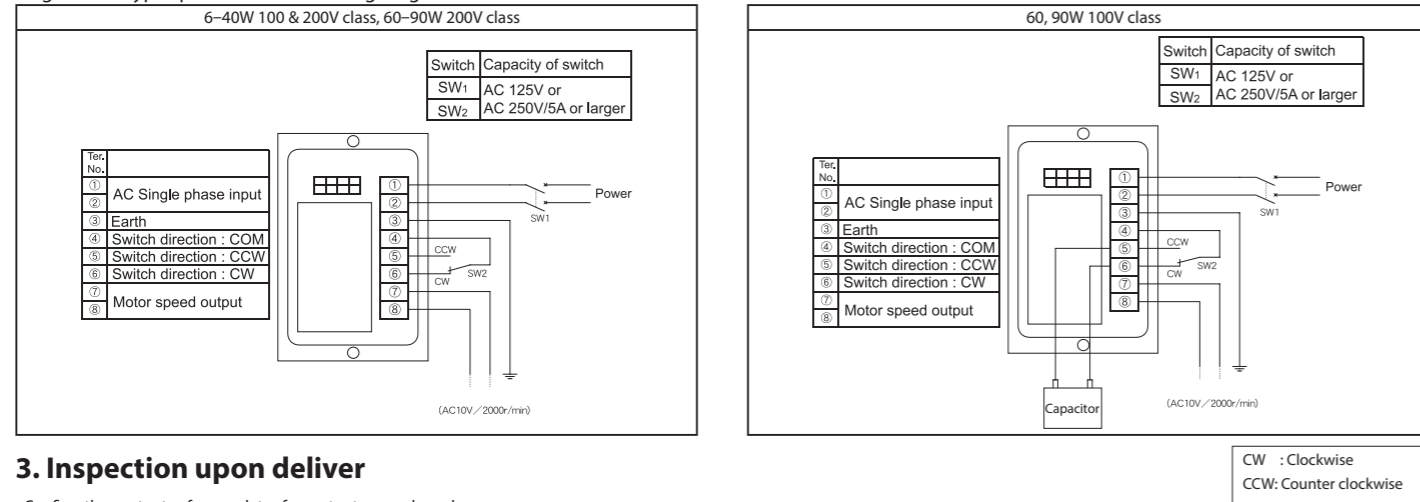 6–40W 100 & 200V class, 60–90W 200V class
Switch Capacity of switch
SW1 AC 125V or
SW2 AC 250V/5A or larger
Ter.
No.
① AC Single phase input
②
③ Earth
④ Switch direction : COM
⑤ Switch direction : CCW
⑥ Switch direction : CW
⑦ Motor speed output
⑧
①
②
③
④
⑤
⑥
⑦
⑧
Power
SW1
CCW
SW2
CW
(AC10V／2000r/min)
60, 90W 100V class
Switch Capacity of switch
SW1 AC 125V or
SW2 AC 250V/5A or larger
Ter.
No.
① AC Single phase input
②
③ Earth
④ Switch direction : COM
⑤ Switch direction : CCW
⑥ Switch direction : CW
⑦ Motor speed output
⑧
①
②
③
④
⑤
⑥
⑦
⑧
Power
SW1
CCW
SW2
CW
Capacitor
(AC10V／2000r/min)
3. Inspection upon deliver
CW : Clockwise
CCW: Counter clockwise